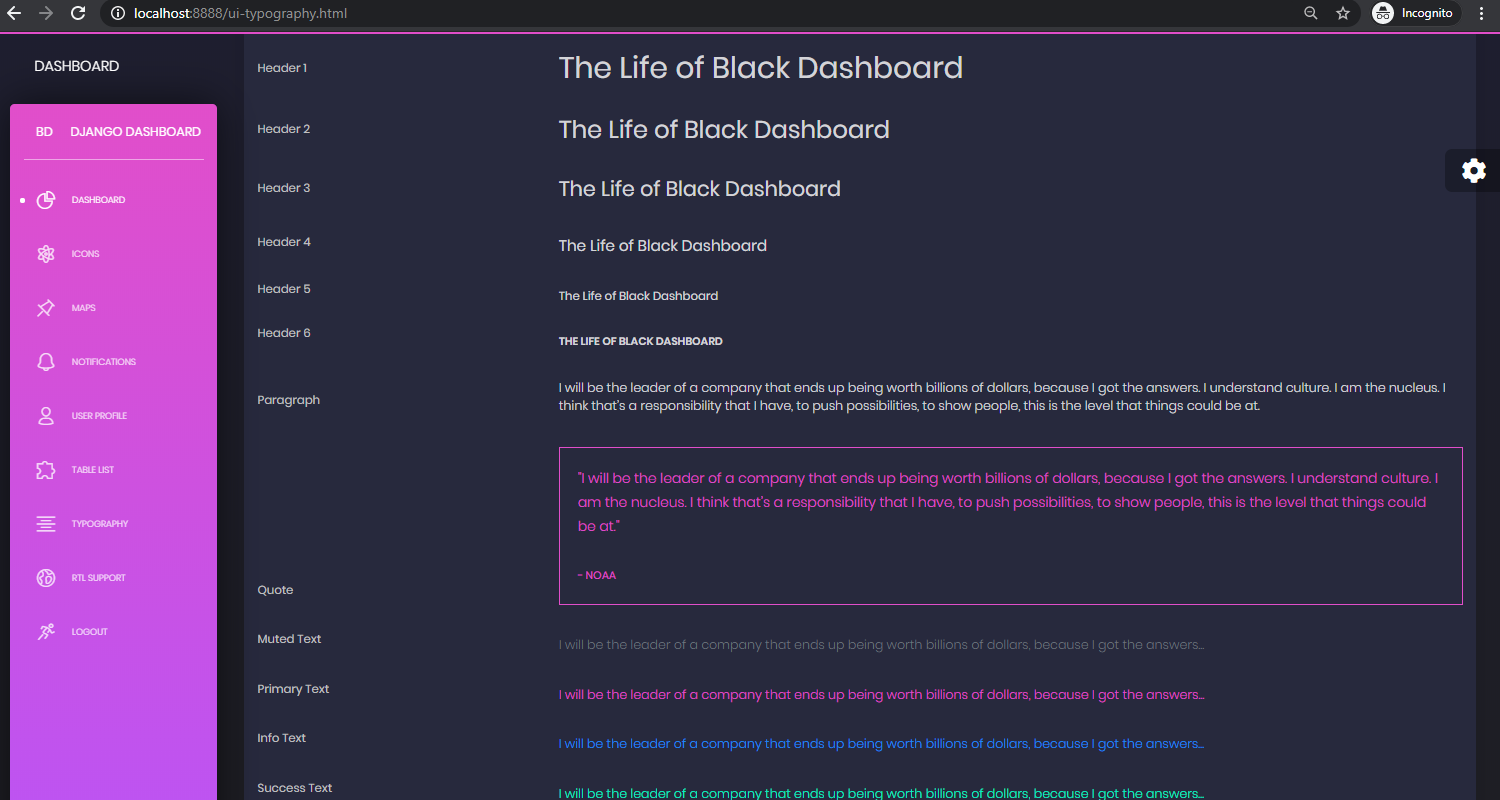 localhost:8888/ui-typography.html
Incognito
DASHBOARD
BD DJANGO DASHBOARD
DASHBOARD
ICONS
MAPS
NOTIFICATIONS
USER PROFILE
TABLE LIST
TYPOGRAPHY
RTL SUPPORT
LOGOUT
Header 1 The Life of Black Dashboard
Header 2 The Life of Black Dashboard
Header 3 The Life of Black Dashboard
Header 4 The Life of Black Dashboard
Header 5 The Life of Black Dashboard
Header 6 THE LIFE OF BLACK DASHBOARD
Paragraph
I will be the leader of a company that ends up being worth billions of dollars, because I got the answers. I understand culture. I am the nucleus. I
think that's a responsibility that I have, to push possibilities, to show people, this is the level that things could be at.
Quote
"I will be the leader of a company that ends up being worth billions of dollars, because I got the answers. I understand culture. I
am the nucleus. I think that's a responsibility that I have, to push possibilities, to show people, this is the level that things could
be at."
- NOAA
Muted Text I will be the leader of a company that ends up being worth billions of dollars, because I got the answers...
Primary Text I will be the leader of a company that ends up being worth billions of dollars, because I got the answers...
Info Text I will be the leader of a company that ends up being worth billions of dollars, because I got the answers...
Success Text I will be the leader of a company that ends up being worth billions of dollars, because I got the answers...